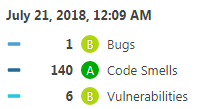 July 21, 2018, 12:09 AM
1 B Bugs
140 A Code Smells
6 B Vulnerabilities